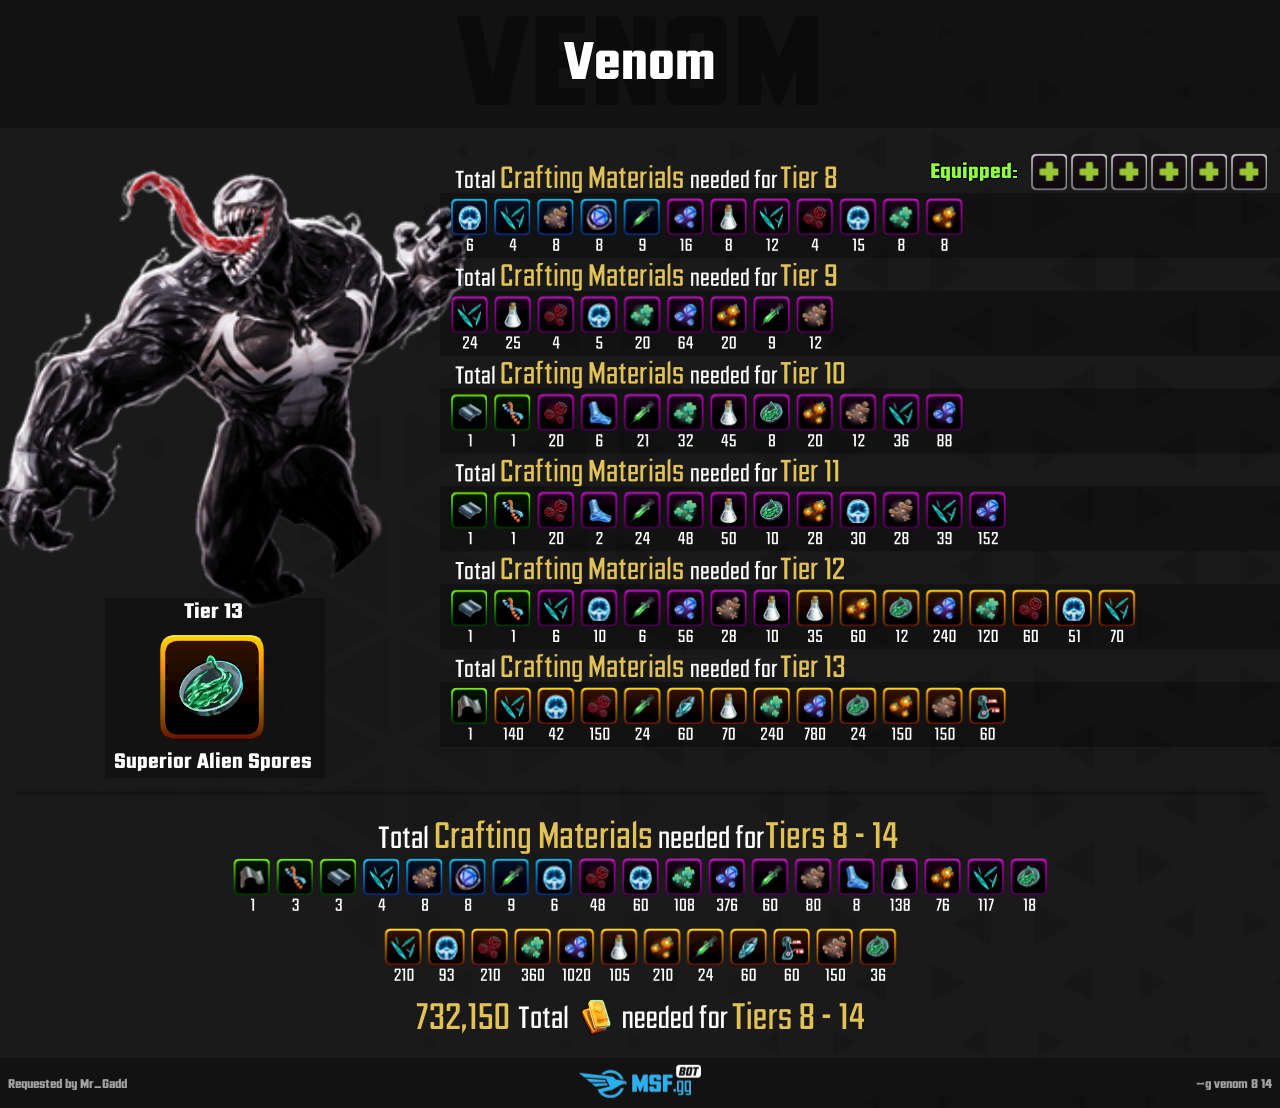 VENOM
Venom
Equipped:
Total Crafting Materials needed for Tier 8
6 4 8 8 9 16 8 12 4 15 8 8
Total Crafting Materials needed for Tier 9
24 25 4 5 20 64 20 9 12
Total Crafting Materials needed for Tier 10
1 1 20 6 21 32 45 8 20 12 36 88
Total Crafting Materials needed for Tier 11
1 1 20 2 24 48 50 10 28 30 28 39 152
Total Crafting Materials needed for Tier 12
1 1 6 10 6 56 28 10 35 60 12 240 120 60 51 70
Total Crafting Materials needed for Tier 13
1 140 42 150 24 60 70 240 780 24 150 150 60
Tier 13
Superior Alien Spores
Total Crafting Materials needed for Tiers 8 - 14
1 3 3 4 8 8 9 6 48 60 108 376 60 80 8 138 76 117 18
210 93 210 360 1020 105 210 24 60 60 150 36
732,150 Total needed for Tiers 8 - 14
Requested by Mr_Gadd
MSF.gg BOT
~g venom 8 14